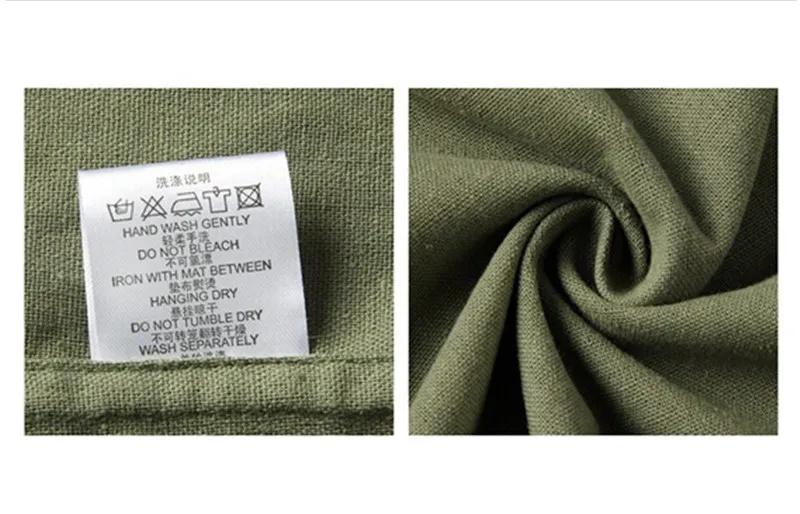 洗涤说明
HAND WASH GENTLY
轻柔手洗
DO NOT BLEACH
不可氯漂
IRON WITH MAT BETWEEN
垫布熨烫
HANGING DRY
悬挂晾干
DO NOT TUMBLE DRY
不可转笼翻转干燥
WASH SEPARATELY